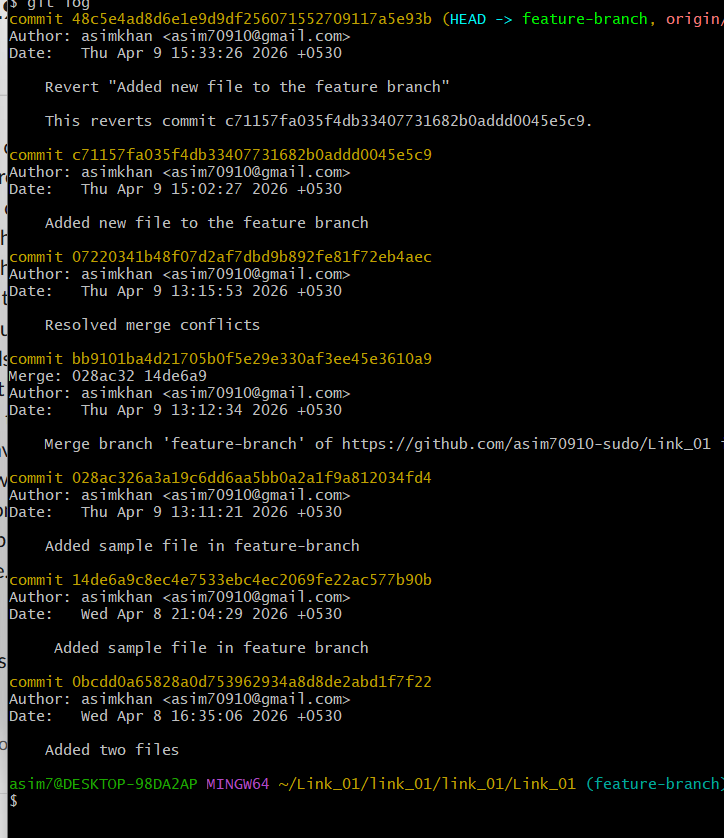 $ git log
commit 48c5e4ad8d6e1e9d9df256071552709117a5e93b (HEAD -> feature-branch, origin/
Author: asimkhan <asim70910@gmail.com>
Date:   Thu Apr 9 15:33:26 2026 +0530

    Revert "Added new file to the feature branch"

    This reverts commit c71157fa035f4db33407731682b0addd0045e5c9.

commit c71157fa035f4db33407731682b0addd0045e5c9
Author: asimkhan <asim70910@gmail.com>
Date:   Thu Apr 9 15:02:27 2026 +0530

    Added new file to the feature branch

commit 07220341b48f07d2af7dbd9b892fe81f72eb4aec
Author: asimkhan <asim70910@gmail.com>
Date:   Thu Apr 9 13:15:53 2026 +0530

    Resolved merge conflicts

commit bb9101ba4d21705b0f5e29e330af3ee45e3610a9
Merge: 028ac32 14de6a9
Author: asimkhan <asim70910@gmail.com>
Date:   Thu Apr 9 13:12:34 2026 +0530

    Merge branch 'feature-branch' of https://github.com/asim70910-sudo/Link_01

commit 028ac326a3a19c6dd6aa5bb0a2a1f9a812034fd4
Author: asimkhan <asim70910@gmail.com>
Date:   Thu Apr 9 13:11:21 2026 +0530

    Added sample file in feature-branch

commit 14de6a9c8ec4e7533ebc4ec2069fe22ac577b90b
Author: asimkhan <asim70910@gmail.com>
Date:   Wed Apr 8 21:04:29 2026 +0530

     Added sample file in feature branch

commit 0bcdd0a65828a0d753962934a8d8de2abd1f7f22
Author: asimkhan <asim70910@gmail.com>
Date:   Wed Apr 8 16:35:06 2026 +0530

    Added two files

asim7@DESKTOP-98DA2AP MINGW64 ~/Link_01/link_01/link_01/Link_01 (feature-branch)
$